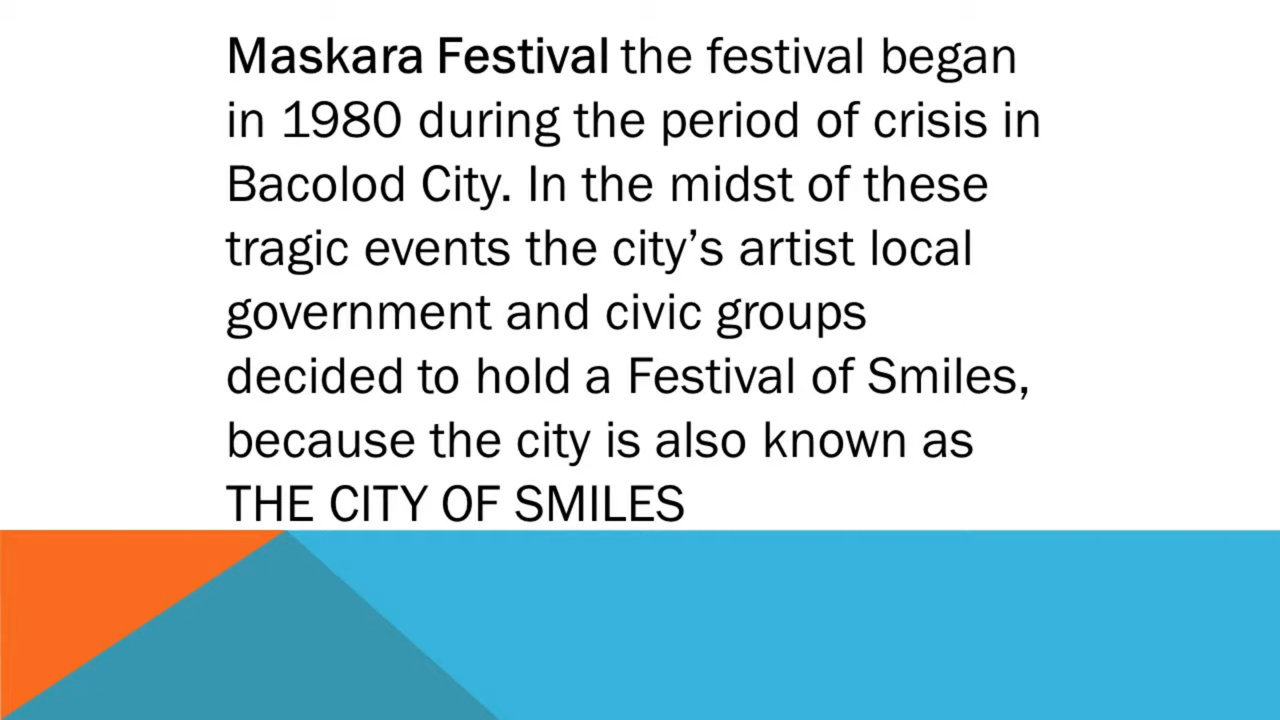 Maskara Festival the festival began
in 1980 during the period of crisis in
Bacolod City. In the midst of these
tragic events the city’s artist local
government and civic groups
decided to hold a Festival of Smiles,
because the city is also known as
THE CITY OF SMILES